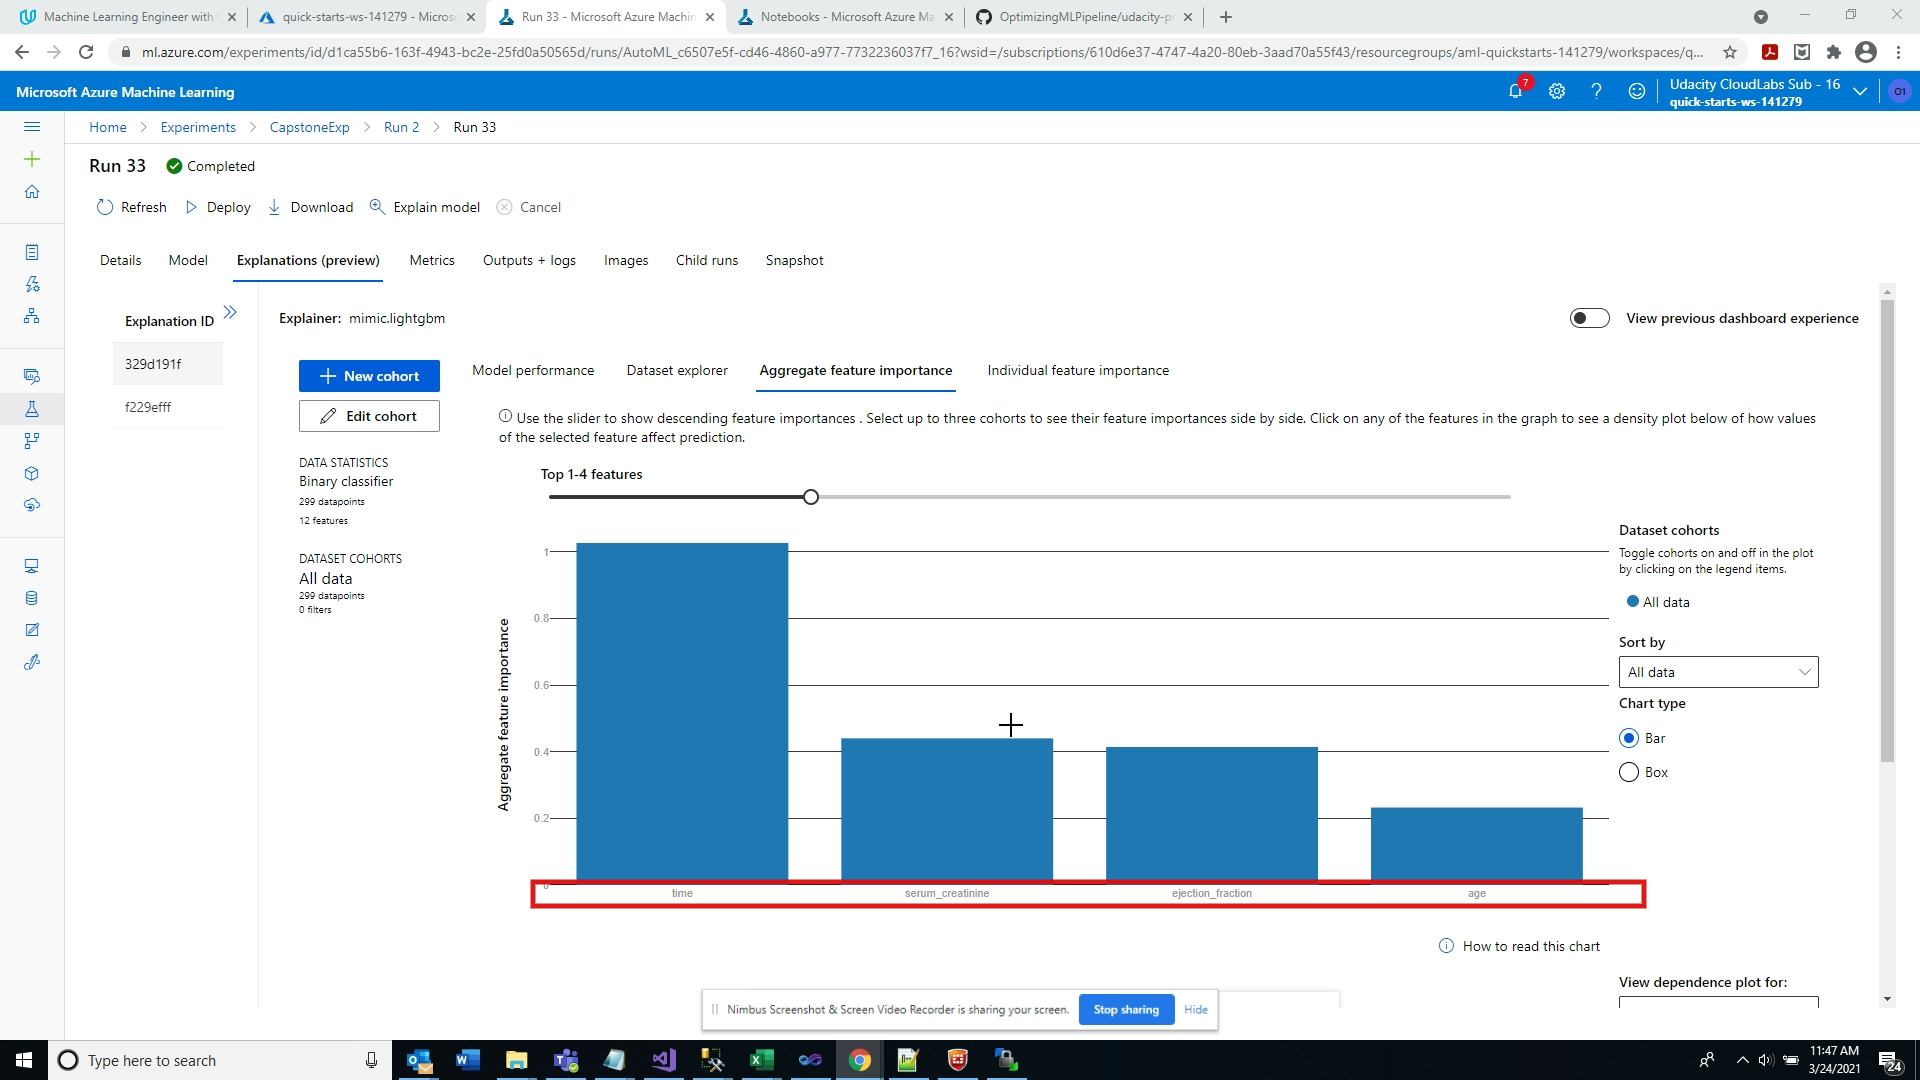 Machine Learning Engineer with
quick-starts-ws-141279 - Micros
Run 33 - Microsoft Azure Machin
Notebooks - Microsoft Azure Ma
OptimizingMLPipeline/udacity-p
ml.azure.com/experiments/id/d1ca55b6-163f-4943-bc2e-25fd0a50565d/runs/AutoML_c6507e5f-cd46-4860-a977-7732236037f7_16?wsid=/subscriptions/610d6e37-4747-4a20-80eb-3aad70a55f43/resourcegroups/aml-quickstarts-141279/workspaces/q...
Microsoft Azure Machine Learning
7
Udacity CloudLabs Sub - 16
quick-starts-ws-141279
O1
Home > Experiments > CapstoneExp > Run 2 > Run 33
Run 33 Completed
Refresh Deploy Download Explain model Cancel
Details Model Explanations (preview) Metrics Outputs + logs Images Child runs Snapshot
Explanation ID
329d191f
f229efff
Explainer: mimic.lightgbm
View previous dashboard experience
New cohort
Edit cohort
Model performance Dataset explorer Aggregate feature importance Individual feature importance
Use the slider to show descending feature importances . Select up to three cohorts to see their feature importances side by side. Click on any of the features in the graph to see a density plot below of how values
of the selected feature affect prediction.
DATA STATISTICS
Binary classifier
299 datapoints
12 features
DATASET COHORTS
All data
299 datapoints
0 filters
Top 1-4 features
Aggregate feature importance
1
0.8
0.6
0.4
0.2
0
time serum_creatinine ejection_fraction age
Dataset cohorts
Toggle cohorts on and off in the plot
by clicking on the legend items.
All data
Sort by
All data
Chart type
Bar
Box
How to read this chart
View dependence plot for:
Nimbus Screenshot & Screen Video Recorder is sharing your screen. Stop sharing Hide
Type here to search
11:47 AM
3/24/2021
24